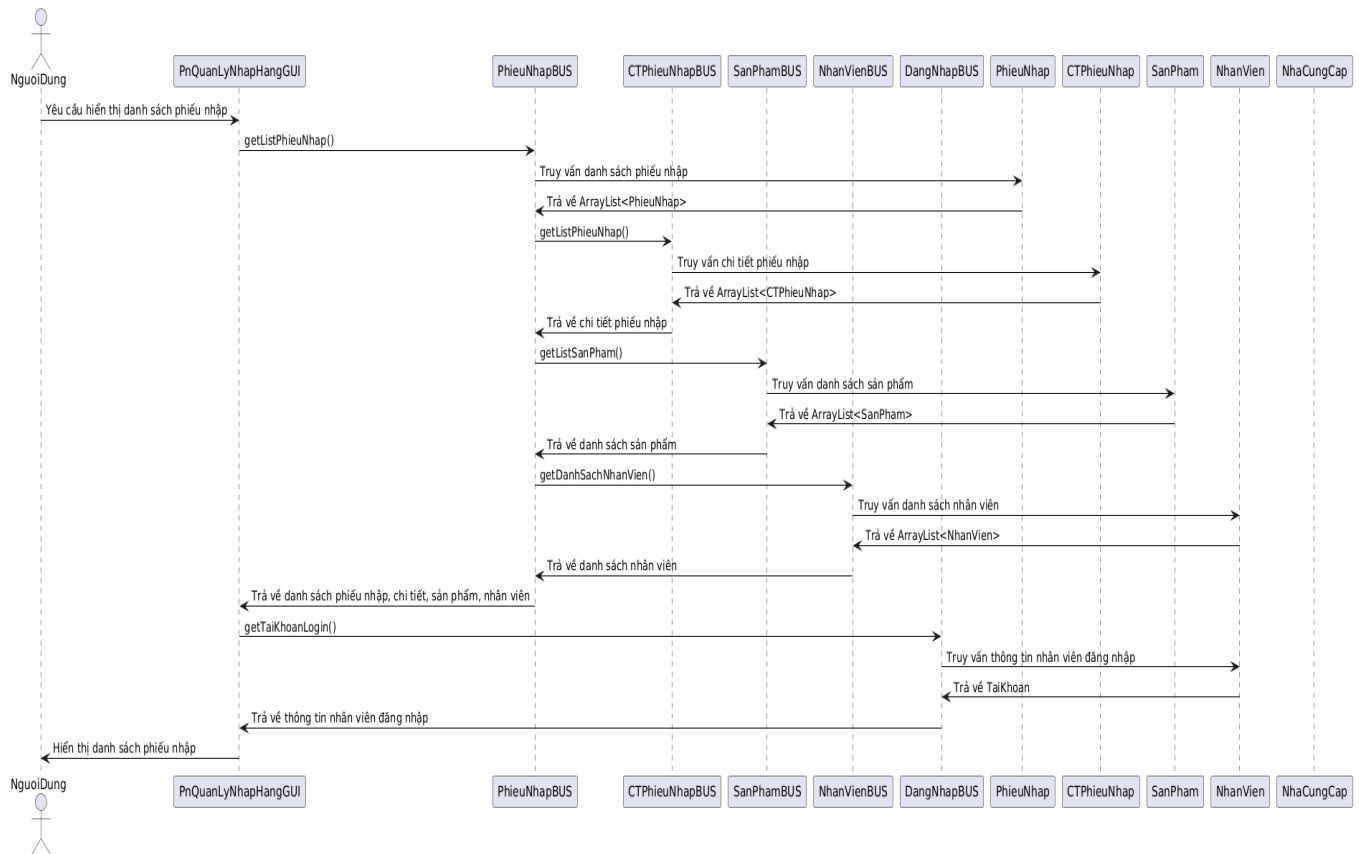 NguoiDung
PnQuanLyNhapHangGUI
PhieuNhapBUS
CTPhieuNhapBUS
SanPhamBUS
NhanVienBUS
DangNhapBUS
PhieuNhap
CTPhieuNhap
SanPham
NhanVien
NhaCungCap
Yêu cầu hiển thị danh sách phiếu nhập
getListPhieuNhap()
Truy vấn danh sách phiếu nhập
Trả về ArrayList<PhieuNhap>
getListPhieuNhap()
Truy vấn chi tiết phiếu nhập
Trả về ArrayList<CTPhieuNhap>
Trả về chi tiết phiếu nhập
getListSanPham()
Truy vấn danh sách sản phẩm
Trả về ArrayList<SanPham>
Trả về danh sách sản phẩm
getDanhSachNhanVien()
Truy vấn danh sách nhân viên
Trả về ArrayList<NhanVien>
Trả về danh sách nhân viên
Trả về danh sách phiếu nhập, chi tiết, sản phẩm, nhân viên
getTaiKhoanLogin()
Truy vấn thông tin nhân viên đăng nhập
Trả về TaiKhoan
Trả về thông tin nhân viên đăng nhập
Hiển thị danh sách phiếu nhập
NguoiDung
PnQuanLyNhapHangGUI
PhieuNhapBUS
CTPhieuNhapBUS
SanPhamBUS
NhanVienBUS
DangNhapBUS
PhieuNhap
CTPhieuNhap
SanPham
NhanVien
NhaCungCap